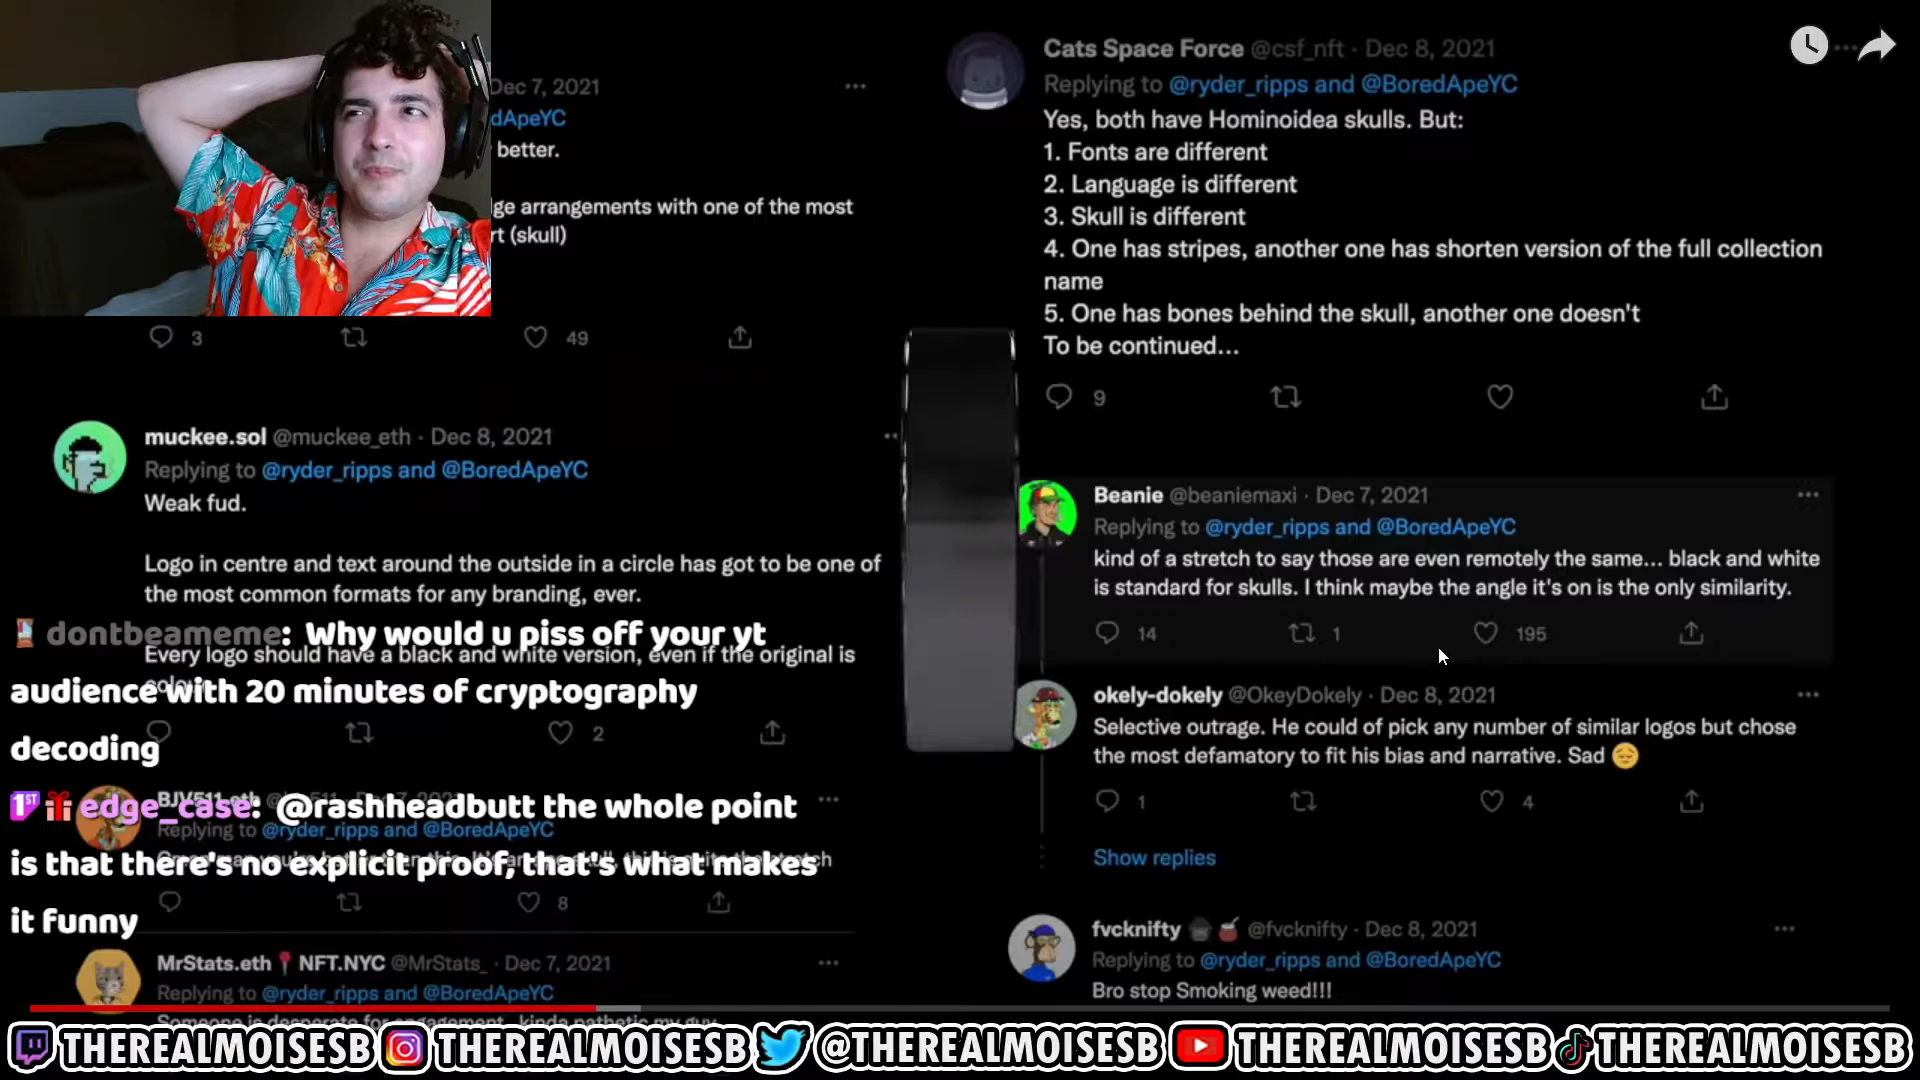 Dec 7, 2021
dApeYC
better.
ge arrangements with one of the most
rt (skull)
3
49
muckee.sol @muckee_eth · Dec 8, 2021
Replying to @ryder_ripps and @BoredApeYC
Weak fud.
Logo in centre and text around the outside in a circle has got to be one of
the most common formats for any branding, ever.
Every logo should have a black and white version, even if the original is
2
dontbeameme: Why would u piss off your yt
audience with 20 minutes of cryptography
decoding
BJV511.eth
Replying to @ryder_ripps and @BoredApeYC
stretch
8
1ST edge_case: @rashheadbutt the whole point
is that there's no explicit proof, that's what makes
it funny
MrStats.eth NFT.NYC @MrStats_ · Dec 7, 2021
Replying to @ryder_ripps and @BoredApeYC
Someone is desperate for engagement.. kinda pathetic my guy
Cats Space Force @csf_nft · Dec 8, 2021
Replying to @ryder_ripps and @BoredApeYC
Yes, both have Hominoidea skulls. But:
1. Fonts are different
2. Language is different
3. Skull is different
4. One has stripes, another one has shorten version of the full collection
name
5. One has bones behind the skull, another one doesn't
To be continued...
9
Beanie @beaniemaxi · Dec 7, 2021
Replying to @ryder_ripps and @BoredApeYC
kind of a stretch to say those are even remotely the same... black and white
is standard for skulls. I think maybe the angle it's on is the only similarity.
14
1
195
okely-dokely @OkeyDokely · Dec 8, 2021
Selective outrage. He could of pick any number of similar logos but chose
the most defamatory to fit his bias and narrative. Sad
1
4
Show replies
fvcknifty @fvcknifty · Dec 8, 2021
Replying to @ryder_ripps and @BoredApeYC
Bro stop Smoking weed!!!
THEREALMOISESB THEREALMOISESB @THEREALMOISESB THEREALMOISESB THEREALMOISESB